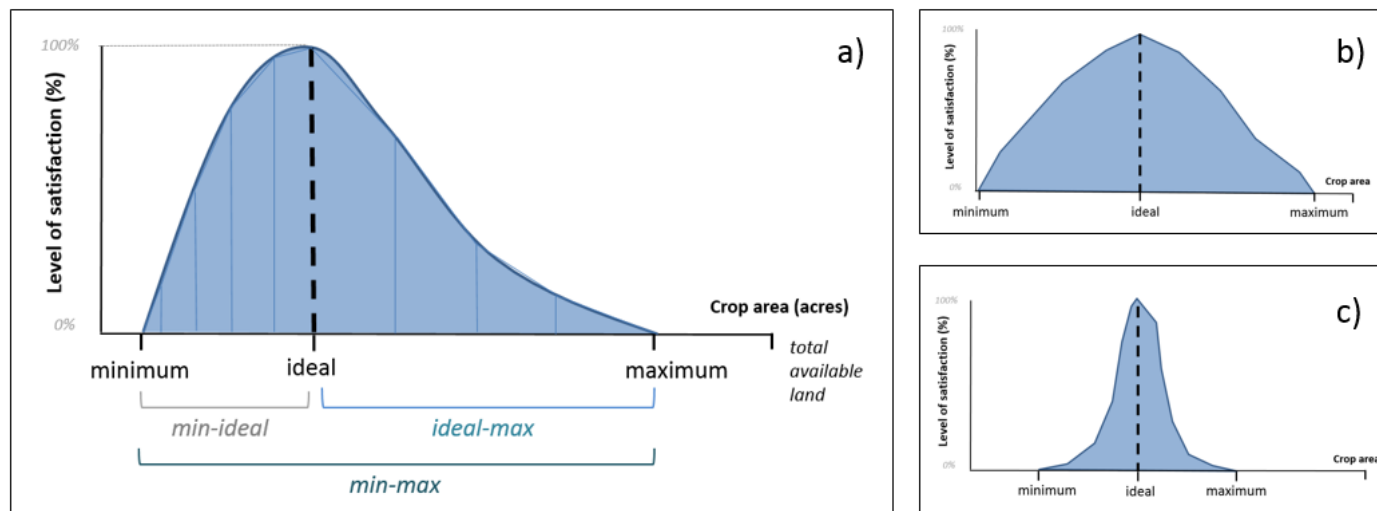 a)
100%
Level of satisfaction (%)
0%
Crop area (acres)
minimum
ideal
maximum
total
available
land
min-ideal
ideal-max
min-max
b)
100%
Level of satisfaction (%)
0%
Crop area
minimum
ideal
maximum
c)
100%
Level of satisfaction (%)
0%
Crop area
minimum
ideal
maximum